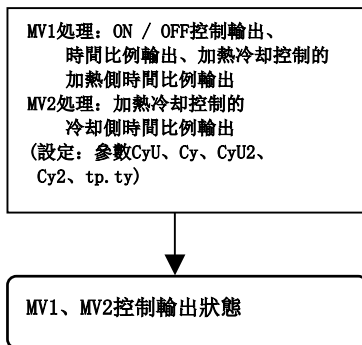 MV1処理：ON / OFF控制輸出、
時間比例輸出、加熱冷却控制的
加熱側時間比例輸出
MV2処理：加熱冷却控制的
冷却側時間比例輸出
(設定：參數CyU、Cy、CyU2、
Cy2、tp.ty)
MV1、MV2控制輸出狀態